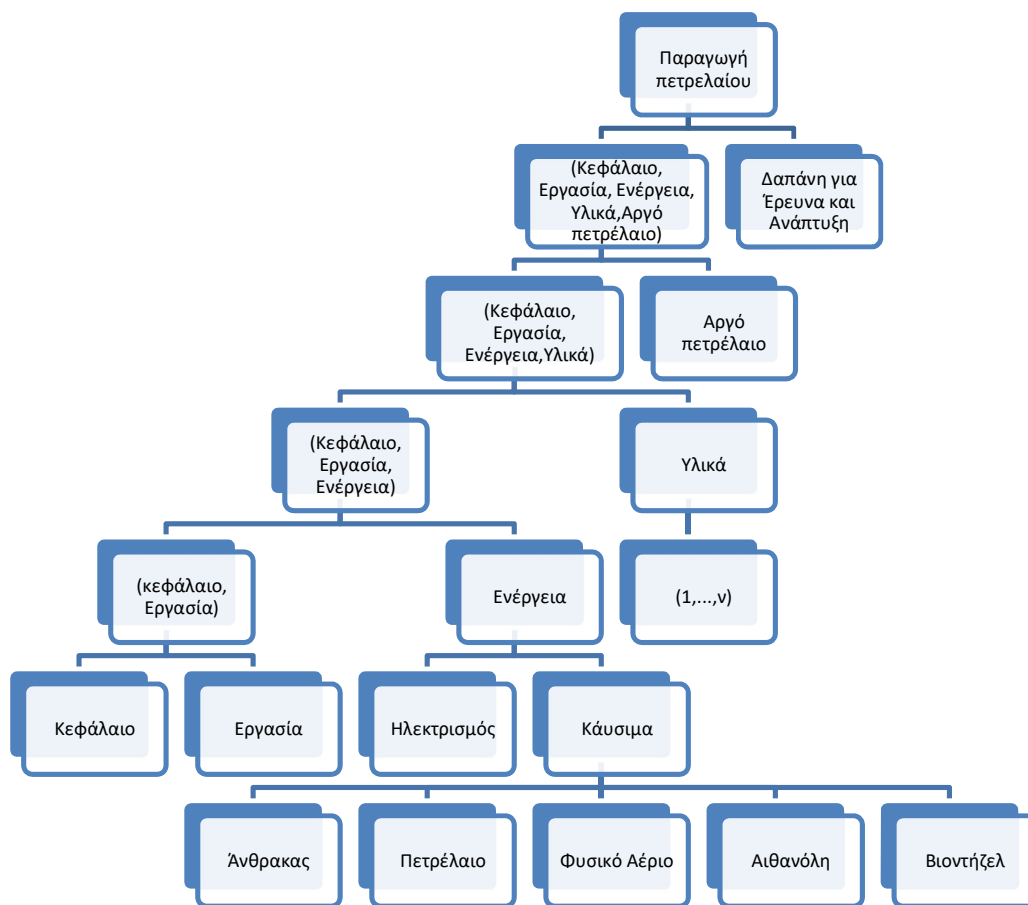 Παραγωγή
πετρελαίου
(Κεφάλαιο,
Εργασία, Ενέργεια,
Υλικά,Αργό
πετρέλαιο)
Δαπάνη για
Έρευνα και
Ανάπτυξη
(Κεφάλαιο,
Εργασία,
Ενέργεια,Υλικά)
Αργό
πετρέλαιο
(Κεφάλαιο,
Εργασία,
Ενέργεια)
Υλικά
(κεφάλαιο,
Εργασία)
Ενέργεια
(1,...,ν)
Κεφάλαιο
Εργασία
Ηλεκτρισμός
Κάυσιμα
Άνθρακας
Πετρέλαιο
Φυσικό Αέριο
Αιθανόλη
Βιοντήζελ